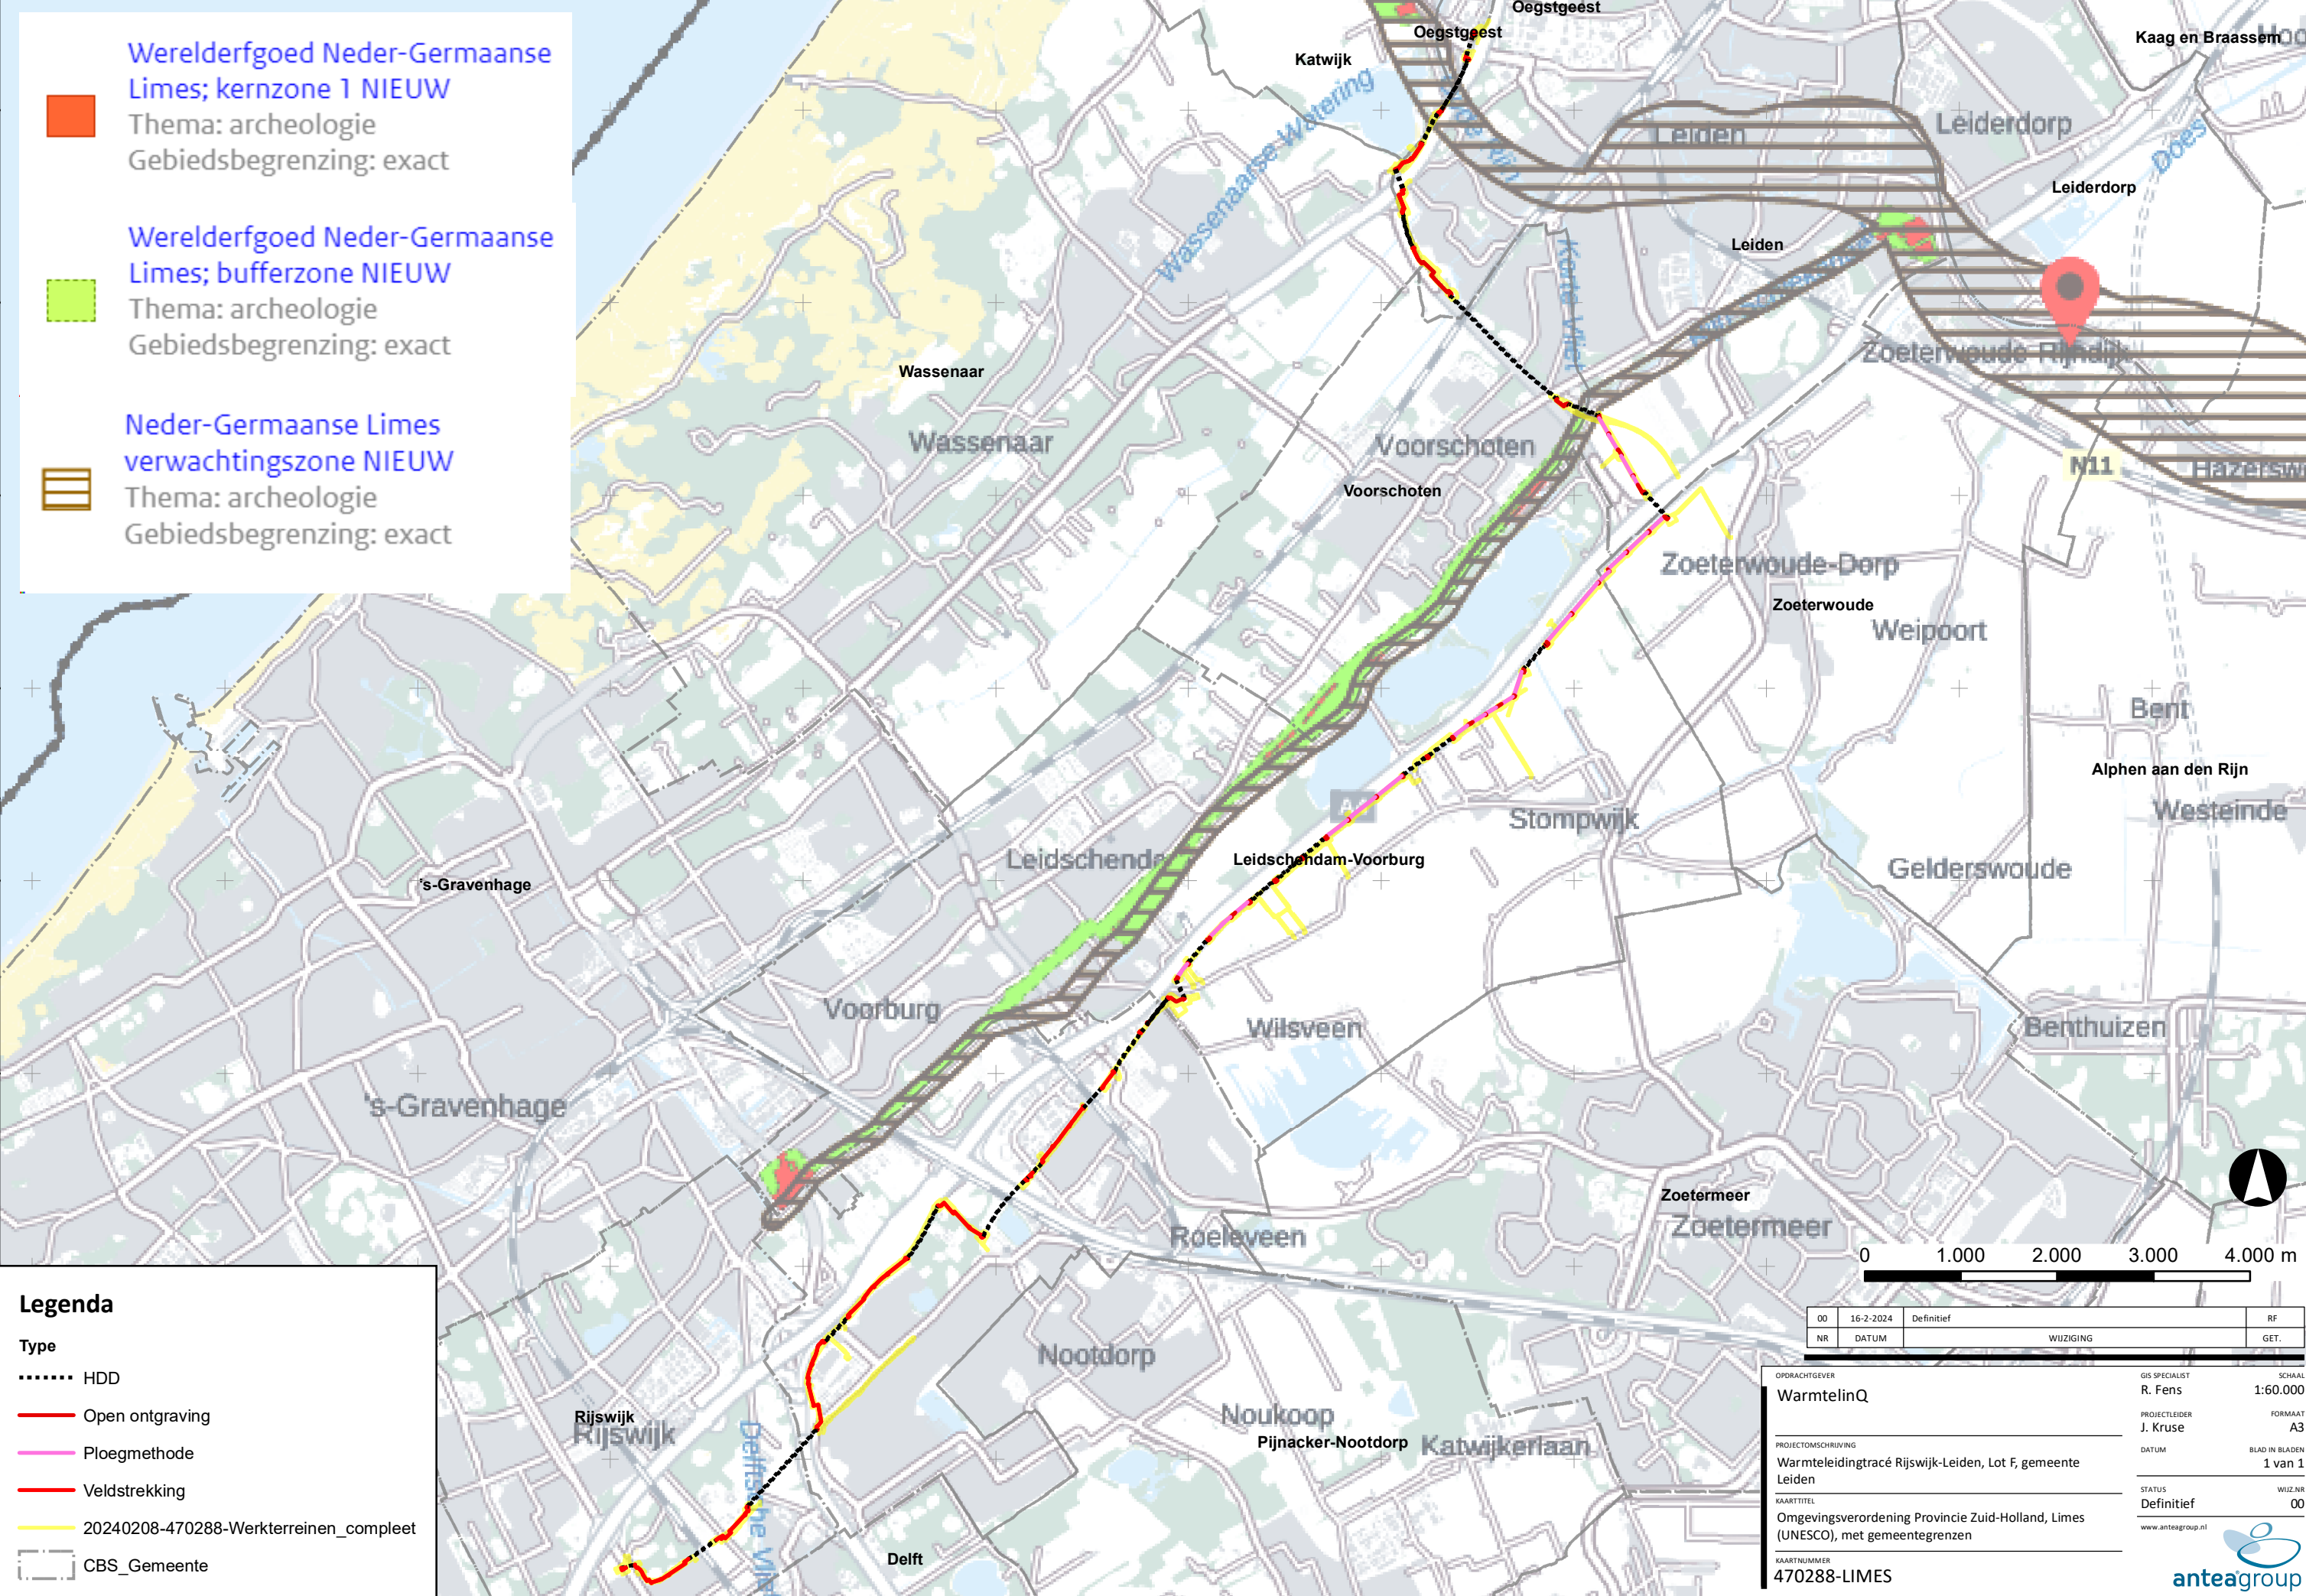 Werelderfgoed Neder-Germaanse
Limes; kernzone 1 NIEUW
Thema: archeologie
Gebiedsbegrenzing: exact
Werelderfgoed Neder-Germaanse
Limes; bufferzone NIEUW
Thema: archeologie
Gebiedsbegrenzing: exact
Neder-Germaanse Limes
verwachtingszone NIEUW
Thema: archeologie
Gebiedsbegrenzing: exact
Oegstgeest
Oegstgeest
Katwijk
Kaag en Braassem
Wassenaarse Watering
Leiden
Leiderdorp
Does
Leiderdorp
Leiden
Korte Vliet
Zoeterwoude-Rijndijk
Wassenaar
Wassenaar
Voorschoten
Voorschoten
N11
Hazersw
Zoeterwoude-Dorp
Zoeterwoude
Weipoort
Bent
Alphen aan den Rijn
Westeinde
A4
Stompwijk
Leidschenda
Leidschendam-Voorburg
Gelderswoude
's-Gravenhage
Voorburg
Wilsveen
Benthuizen
's-Gravenhage
Zoetermeer
Zoetermeer
Roeleveen
Nootdorp
Noukoop
Pijnacker-Nootdorp
Katwijkerlaan
Rijswijk
Rijswijk
Delftsche Vliet
Delft
0 1.000 2.000 3.000 4.000 m
Legenda
Type
HDD
Open ontgraving
Ploegmethode
Veldstrekking
20240208-470288-Werkterreinen_compleet
CBS_Gemeente
00 16-2-2024 Definitief RF
NR DATUM WIJZIGING GET.
OPDRACHTGEVER
WarmtelinQ
PROJECTOMSCHRIJVING
Warmteleidingtracé Rijswijk-Leiden, Lot F, gemeente
Leiden
KAARTTITEL
Omgevingsverordening Provincie Zuid-Holland, Limes
(UNESCO), met gemeentegrenzen
KAARTNUMMER
470288-LIMES
GIS SPECIALIST SCHAAL
R. Fens 1:60.000
PROJECTLEIDER FORMAAT
J. Kruse A3
DATUM BLAD IN BLADEN
1 van 1
STATUS WIJZ.NR
Definitief 00
www.anteagroup.nl
anteagroup